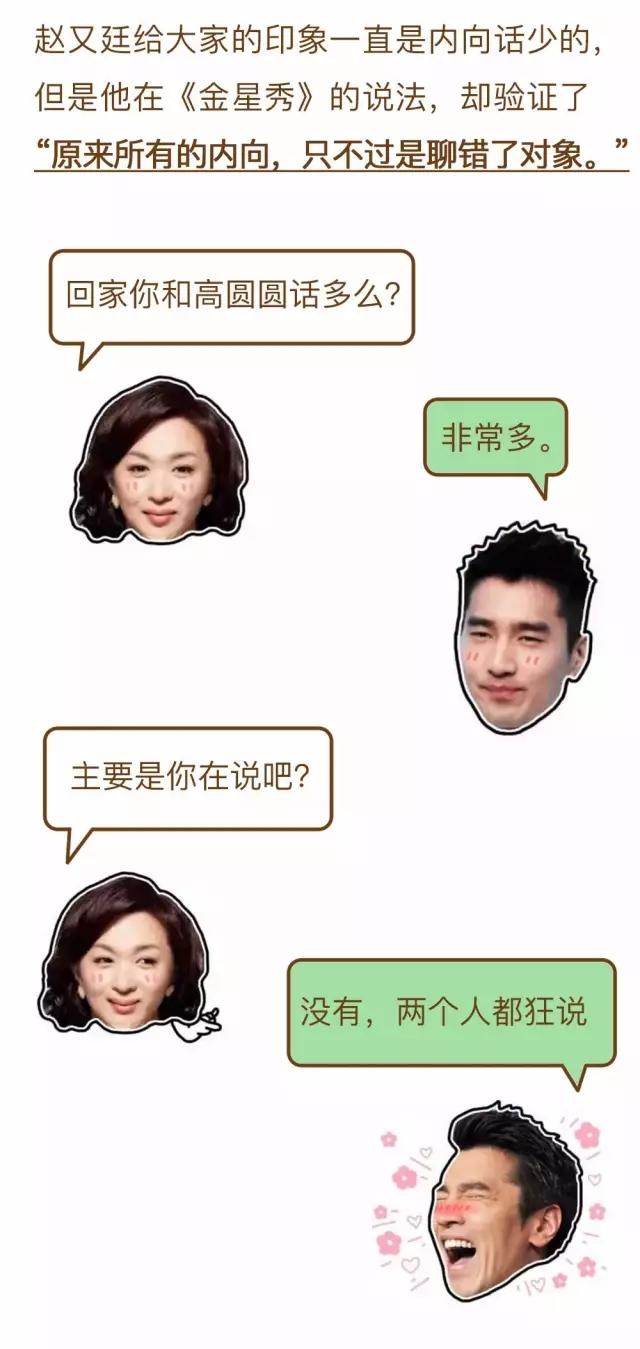 赵又廷给大家的印象一直是内向话少的，
但是他在《金星秀》的说法，却验证了
“原来所有的内向，只不过是聊错了对象。”
回家你和高圆圆话多么？
非常多。
主要是你在说吧？
没有，两个人都狂说